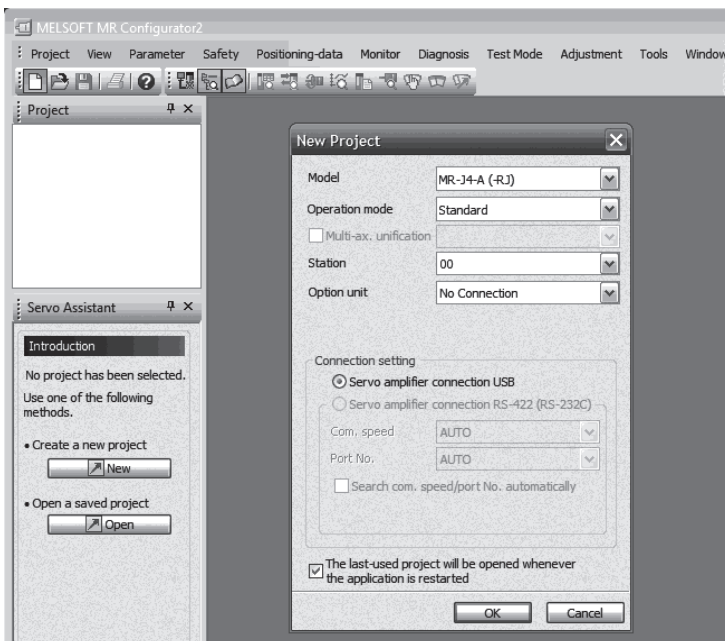 MELSOFT MR Configurator2
Project View Parameter Safety Positioning-data Monitor Diagnosis Test Mode Adjustment Tools Window
Project
New Project
Model
MR-J4-A (-RJ)
Operation mode
Standard
Multi-ax. unification
Station
00
Option unit
No Connection
Connection setting
Servo amplifier connection USB
Servo amplifier connection RS-422 (RS-232C)
Com. speed
AUTO
Port No.
AUTO
Search com. speed/port No. automatically
The last-used project will be opened whenever
the application is restarted
OK Cancel
Servo Assistant
Introduction
No project has been selected.
Use one of the following
methods.
• Create a new project
New
• Open a saved project
Open